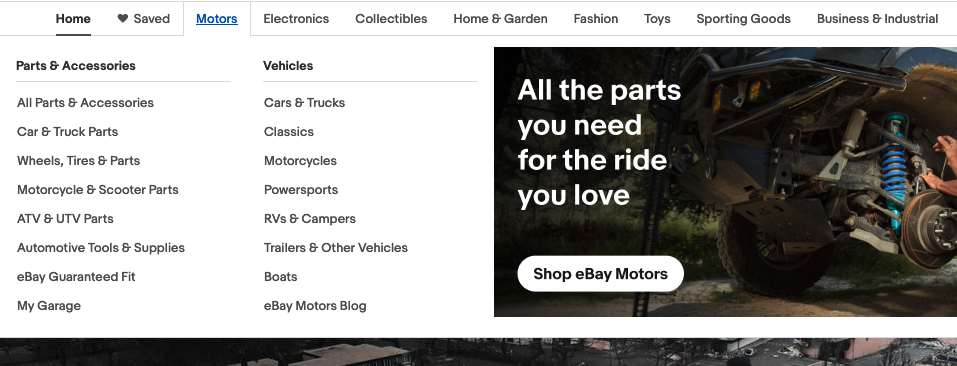 Home
Saved
Motors
Electronics
Collectibles
Home & Garden
Fashion
Toys
Sporting Goods
Business & Industrial
Parts & Accessories
All Parts & Accessories
Car & Truck Parts
Wheels, Tires & Parts
Motorcycle & Scooter Parts
ATV & UTV Parts
Automotive Tools & Supplies
eBay Guaranteed Fit
My Garage
Vehicles
Cars & Trucks
Classics
Motorcycles
Powersports
RVs & Campers
Trailers & Other Vehicles
Boats
eBay Motors Blog
All the parts
you need
for the ride
you love
Shop eBay Motors